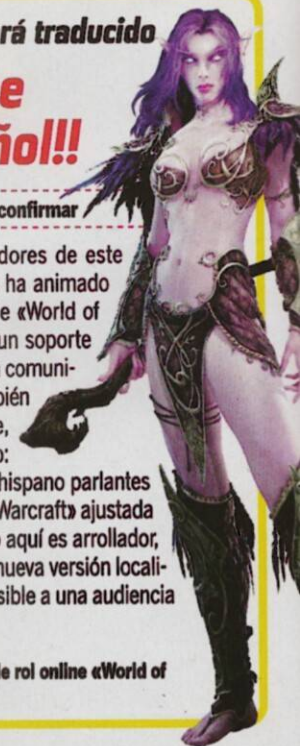 rá traducido
e
ñol!!
confirmar
dores de este
ha animado
e «World of
un soporte
comuni-
bién
e,
o:
hispano parlantes
Warcraft» ajustada
o aquí es arrollador,
nueva versión locali-
sible a una audiencia
le rol online «World of